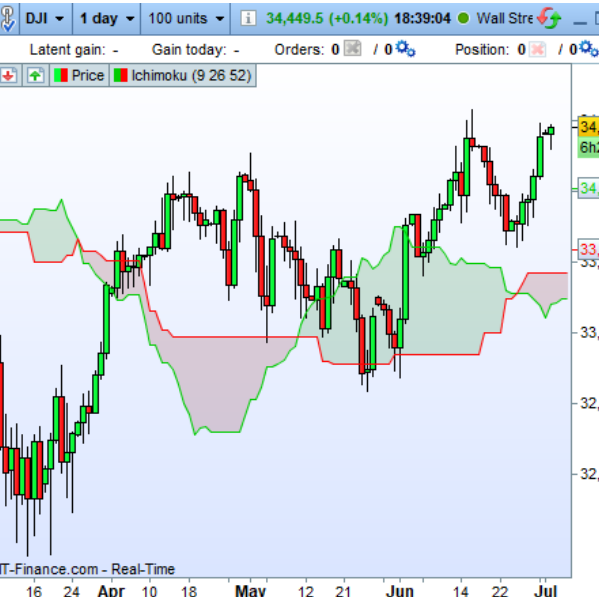 DJI 1 day 100 units i 34,449.5 (+0.14%) 18:39:04 Wall Stre
Latent gain: - Gain today: - Orders: 0 / 0 Position: 0 / 0
Price Ichimoku (9 26 52)
34,
6h2
34,
33,
33,
33,
32,
32,
IT-Finance.com - Real-Time
16 24 Apr 10 18 May 12 21 Jun 14 22 Jul